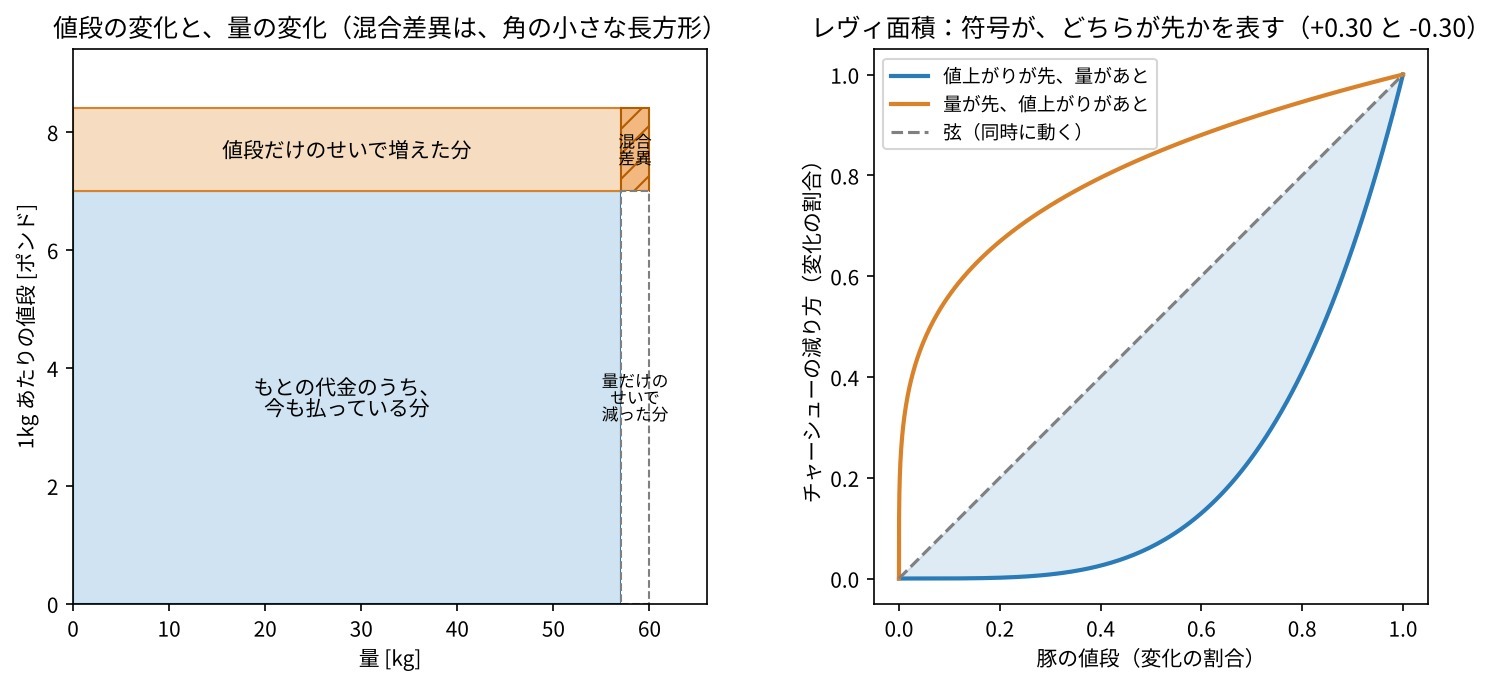 値段の変化と、量の変化（混合差異は、角の小さな長方形）
1kg あたりの値段 [ポンド]
8
6
4
2
0
値段だけのせいで増えた分
混合
差異
もとの代金のうち、
今も払っている分
量だけの
せいで
減った分
0
10
20
30
40
50
60
量 [kg]
レヴィ面積：符号が、どちらが先かを表す（+0.30 と -0.30）
値上がりが先、量があと
量が先、値上がりがあと
弦（同時に動く）
チャーシューの減り方（変化の割合）
1.0
0.8
0.6
0.4
0.2
0.0
0.0
0.2
0.4
0.6
0.8
1.0
豚の値段（変化の割合）